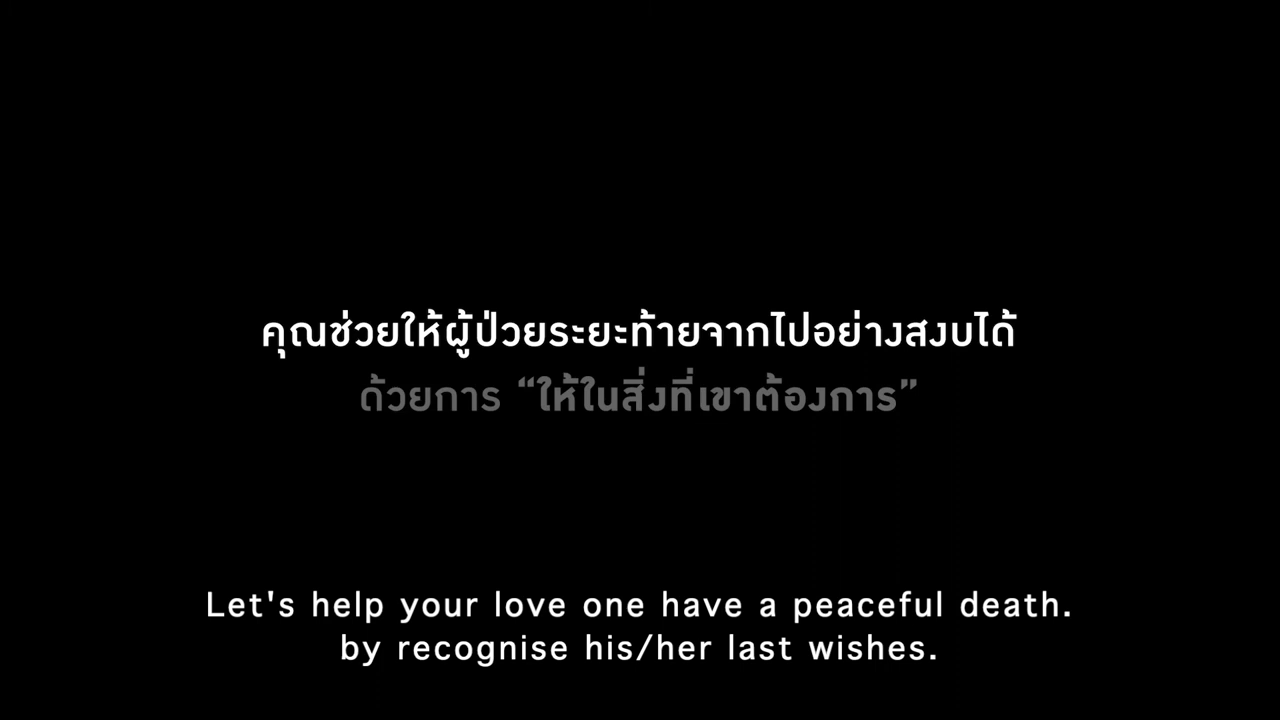 คุณช่วยให้ผู้ป่วยระยะท้ายจากไปอย่างสงบได้
ด้วยการ “ให้ในสิ่งที่เขาต้องการ”
Let's help your love one have a peaceful death.
by recognise his/her last wishes.